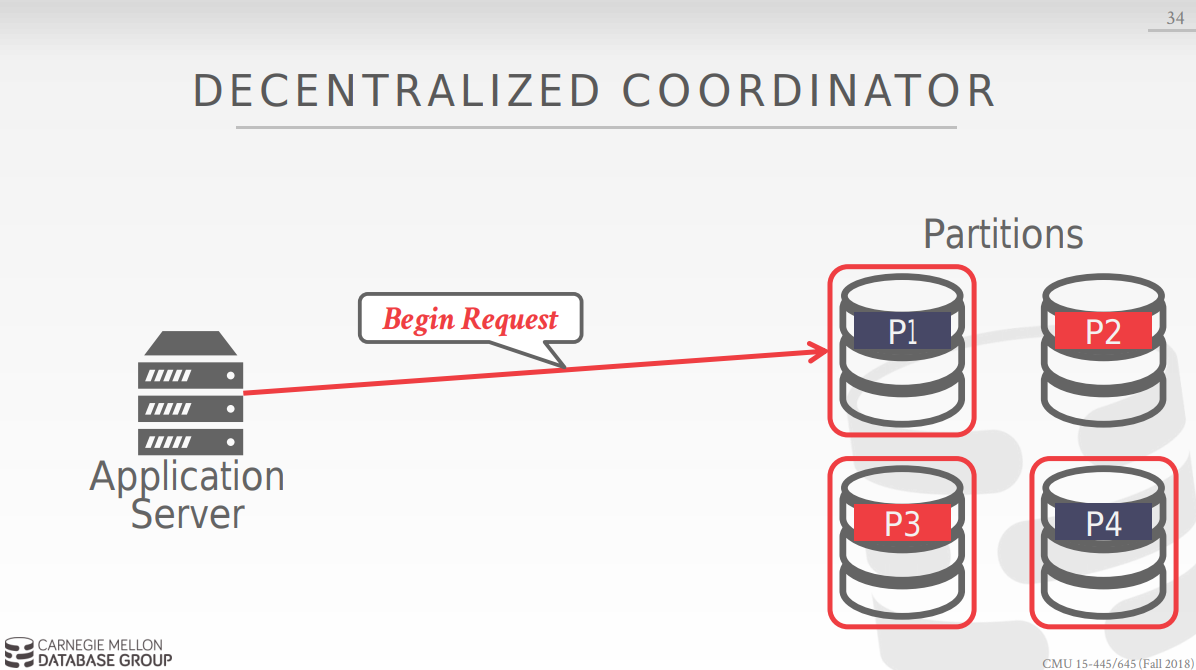 34
DECENTRALIZED COORDINATOR
Partitions
Begin Request
P1
P2
Application
Server
P3
P4
CARNEGIE MELLON
DATABASE GROUP
CMU 15-445/645 (Fall 2018)